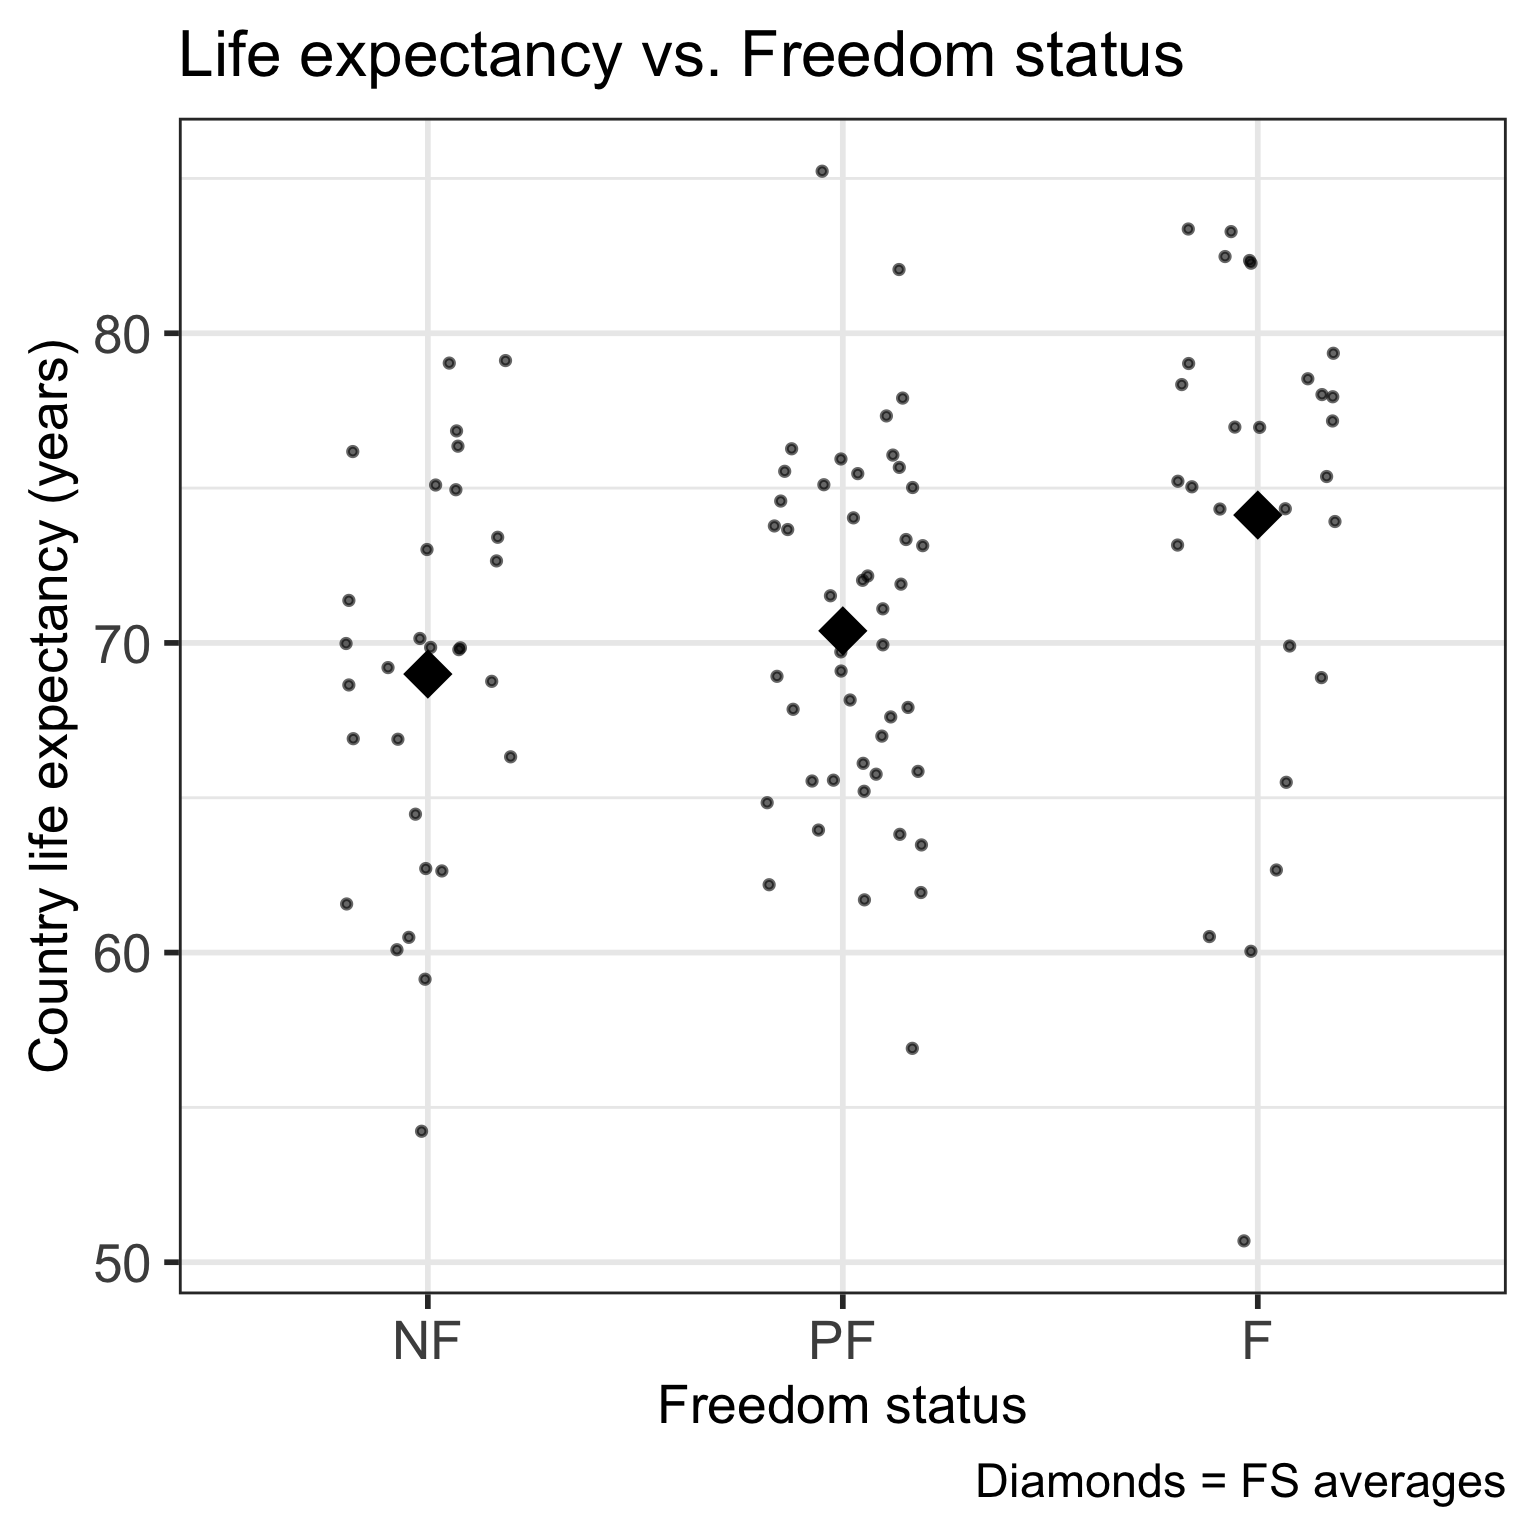 Life expectancy vs. Freedom status
Country life expectancy (years)
80
70
60
50
NF PF F
Freedom status
Diamonds = FS averages